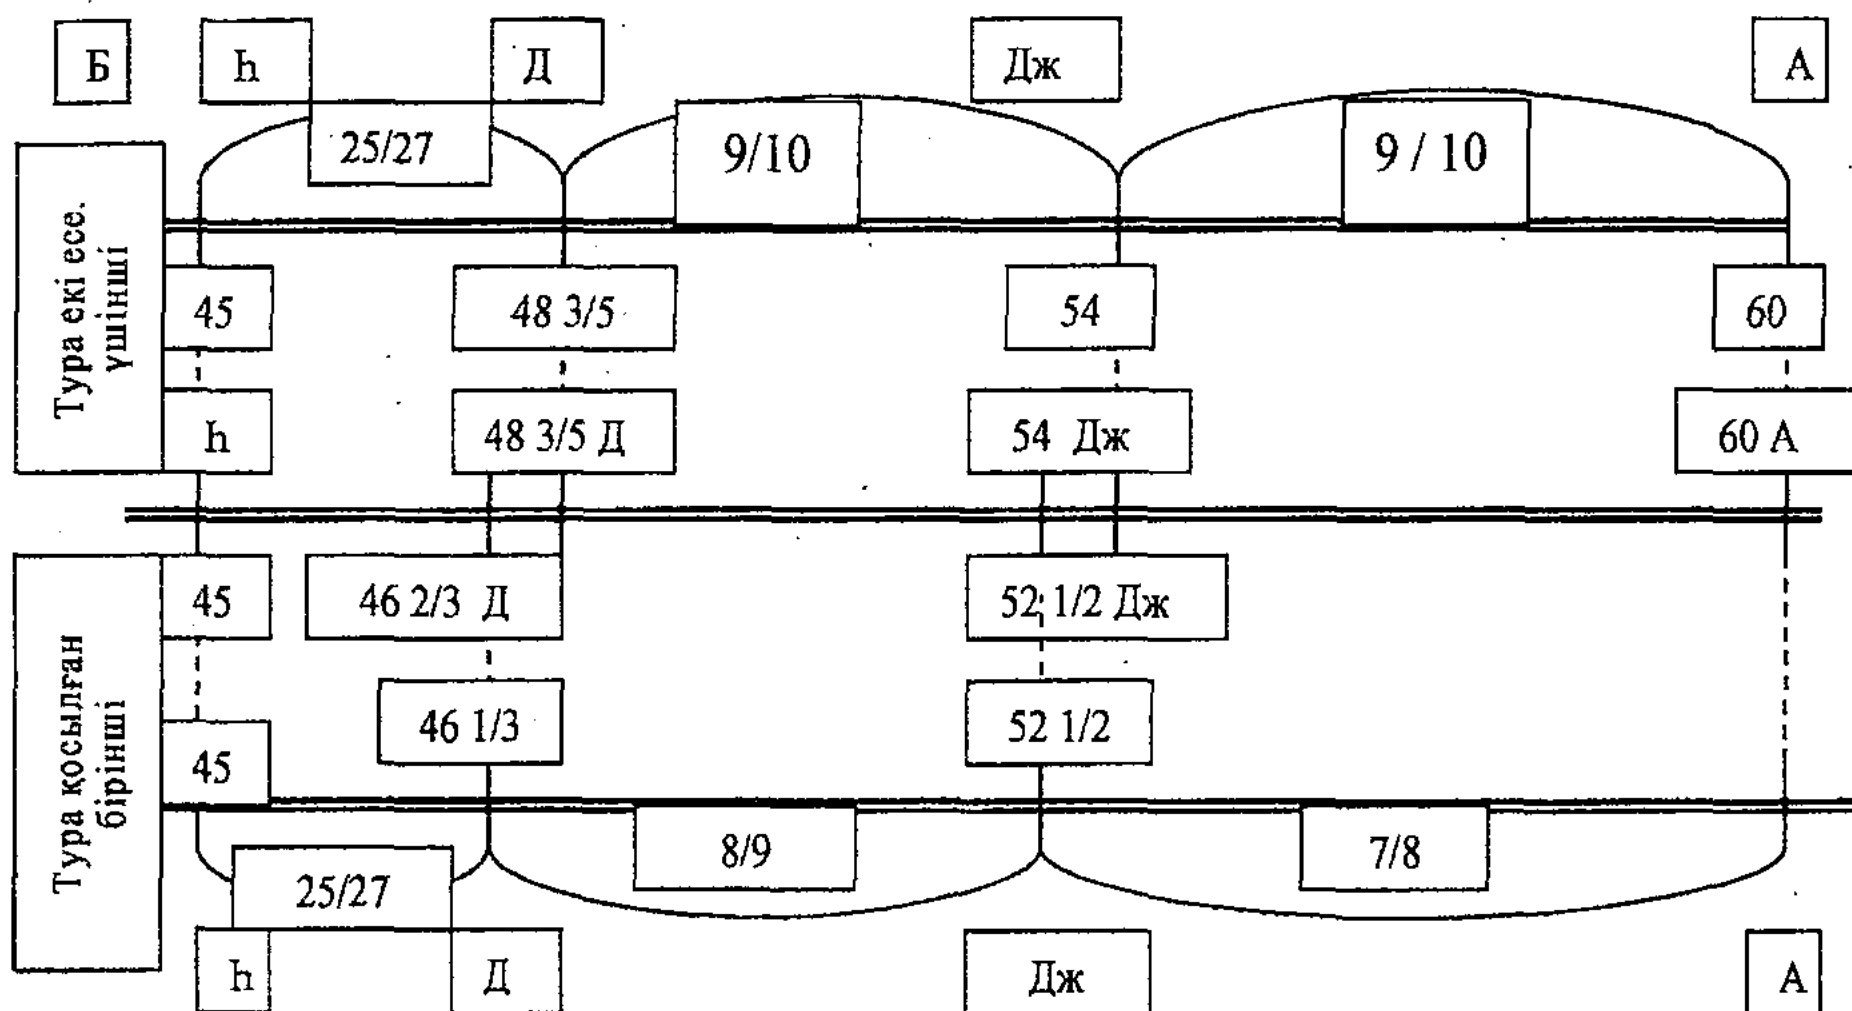 Б һ Д Дж А
25/27 9/10 9 / 10
Тура екі есе.
үшінші
45 48 3/5 54 60
һ 48 3/5 Д 54 Дж 60 А
Тура қосылған
бірінші
45 46 2/3 Д 52 1/2 Дж
46 1/3 52 1/2
45
8/9 7/8
25/27
һ Д Дж А